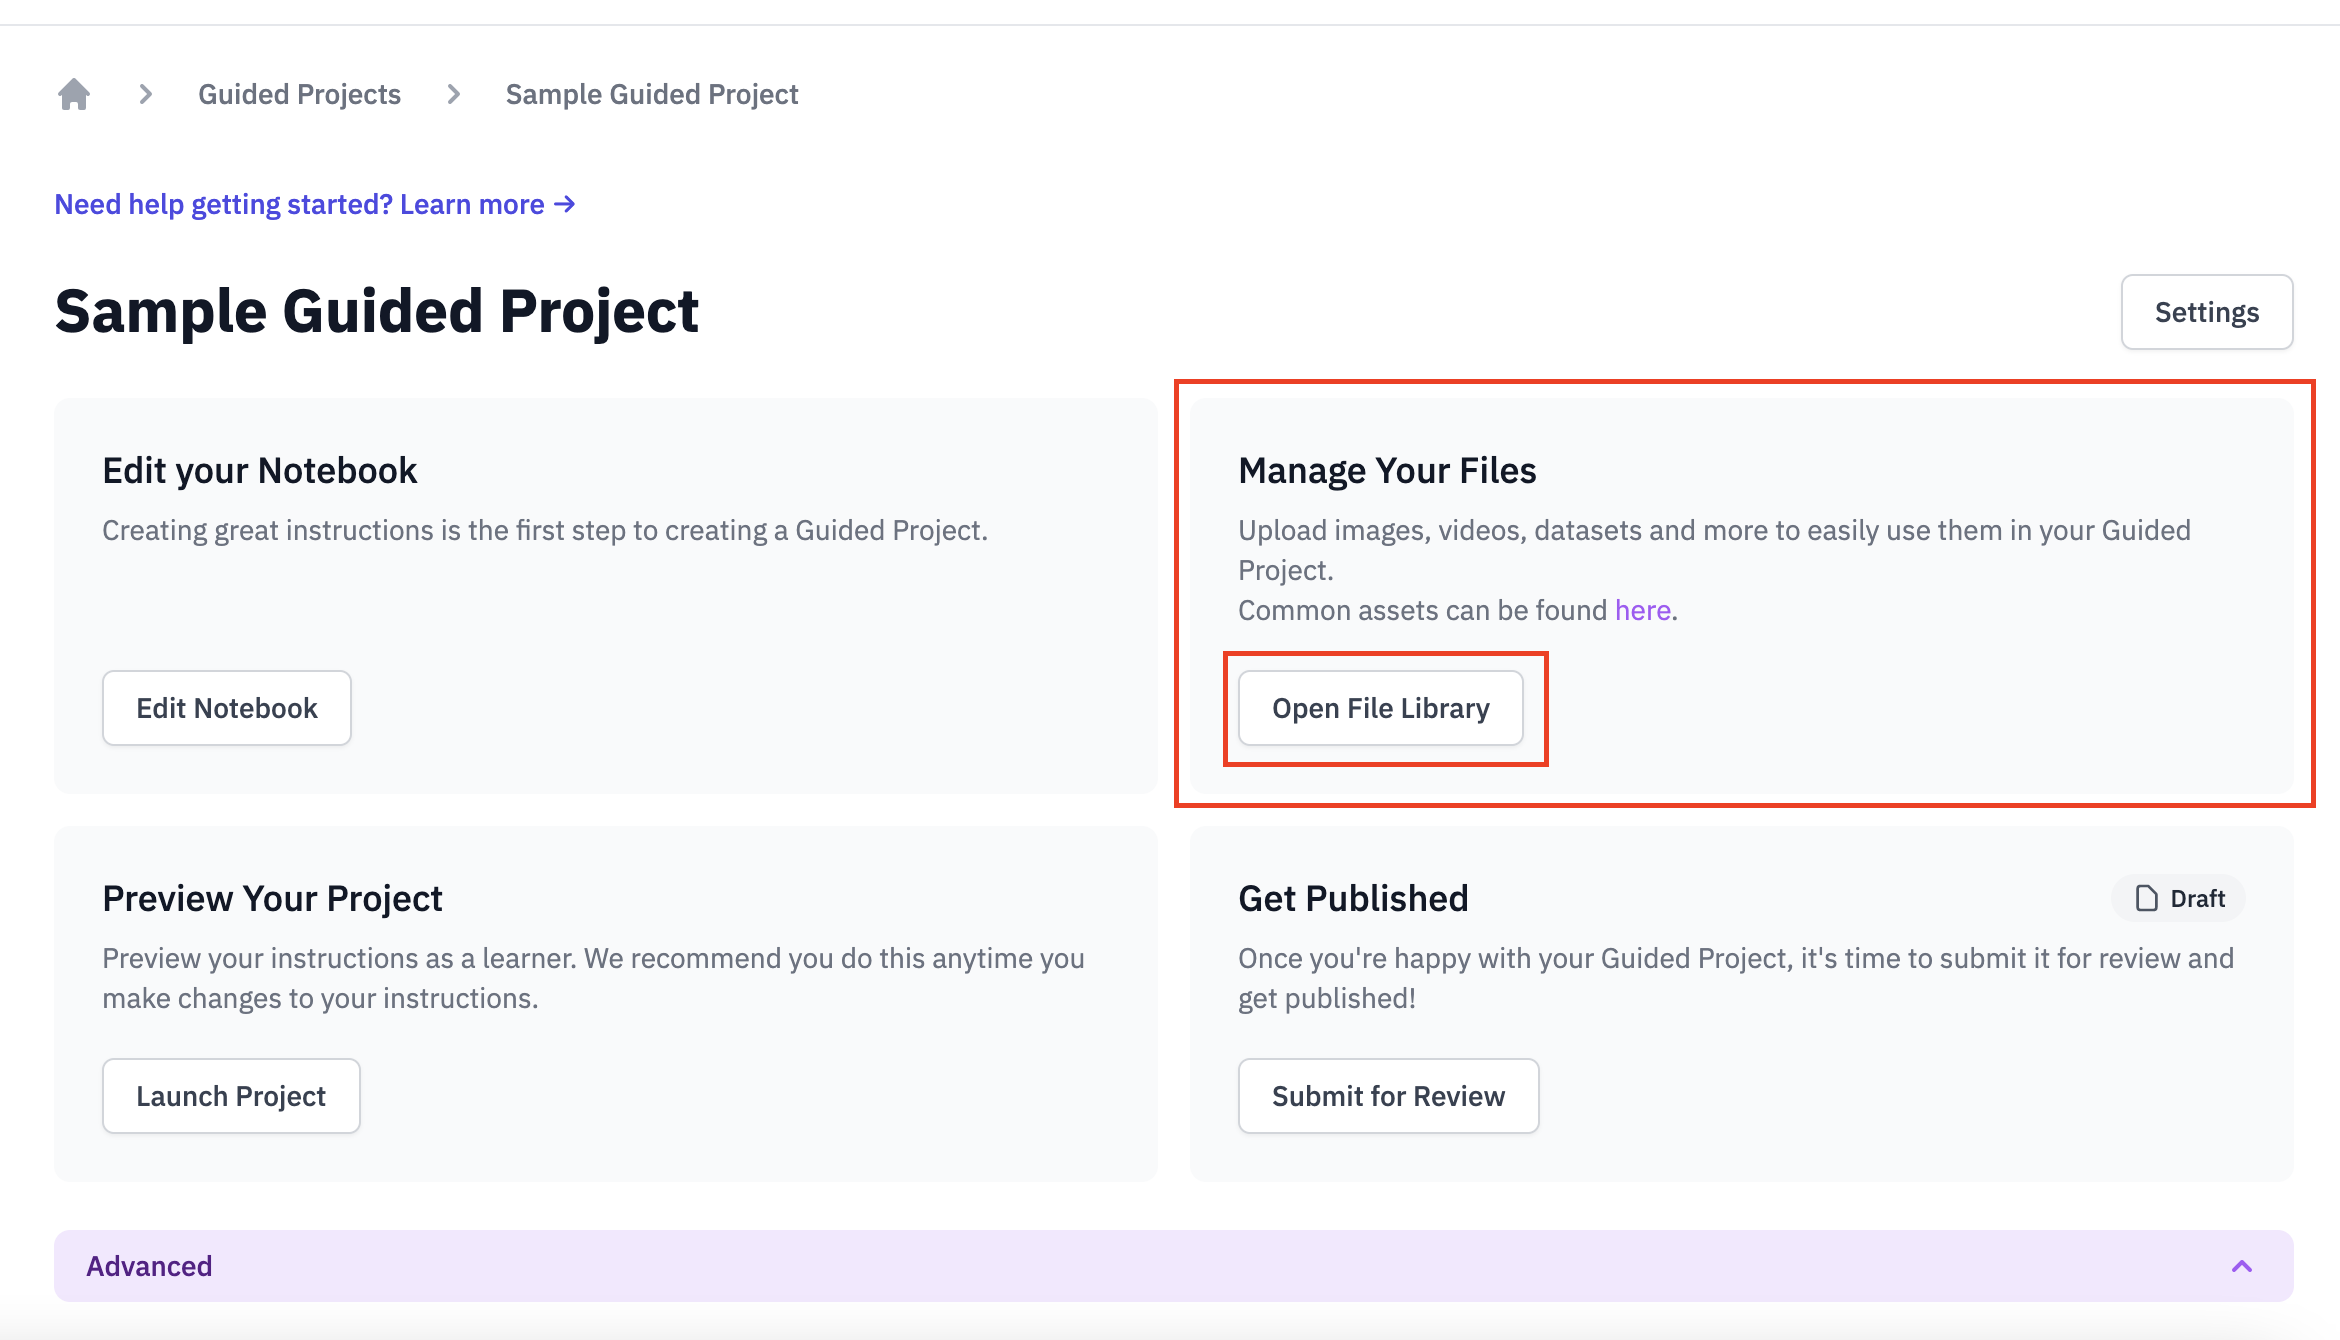 Guided Projects
Sample Guided Project
Need help getting started? Learn more →
Sample Guided Project
Settings
Edit your Notebook
Creating great instructions is the first step to creating a Guided Project.
Edit Notebook
Manage Your Files
Upload images, videos, datasets and more to easily use them in your Guided
Project.
Common assets can be found here.
Open File Library
Preview Your Project
Preview your instructions as a learner. We recommend you do this anytime you
make changes to your instructions.
Launch Project
Get Published
Draft
Once you're happy with your Guided Project, it's time to submit it for review and
get published!
Submit for Review
Advanced